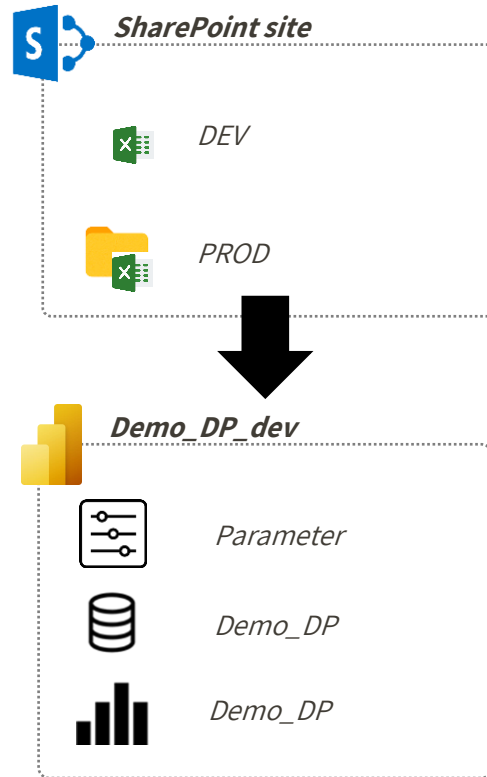 SharePoint site
S
DEV
X
PROD
X
Demo_DP_dev
Parameter
Demo_DP
Demo_DP